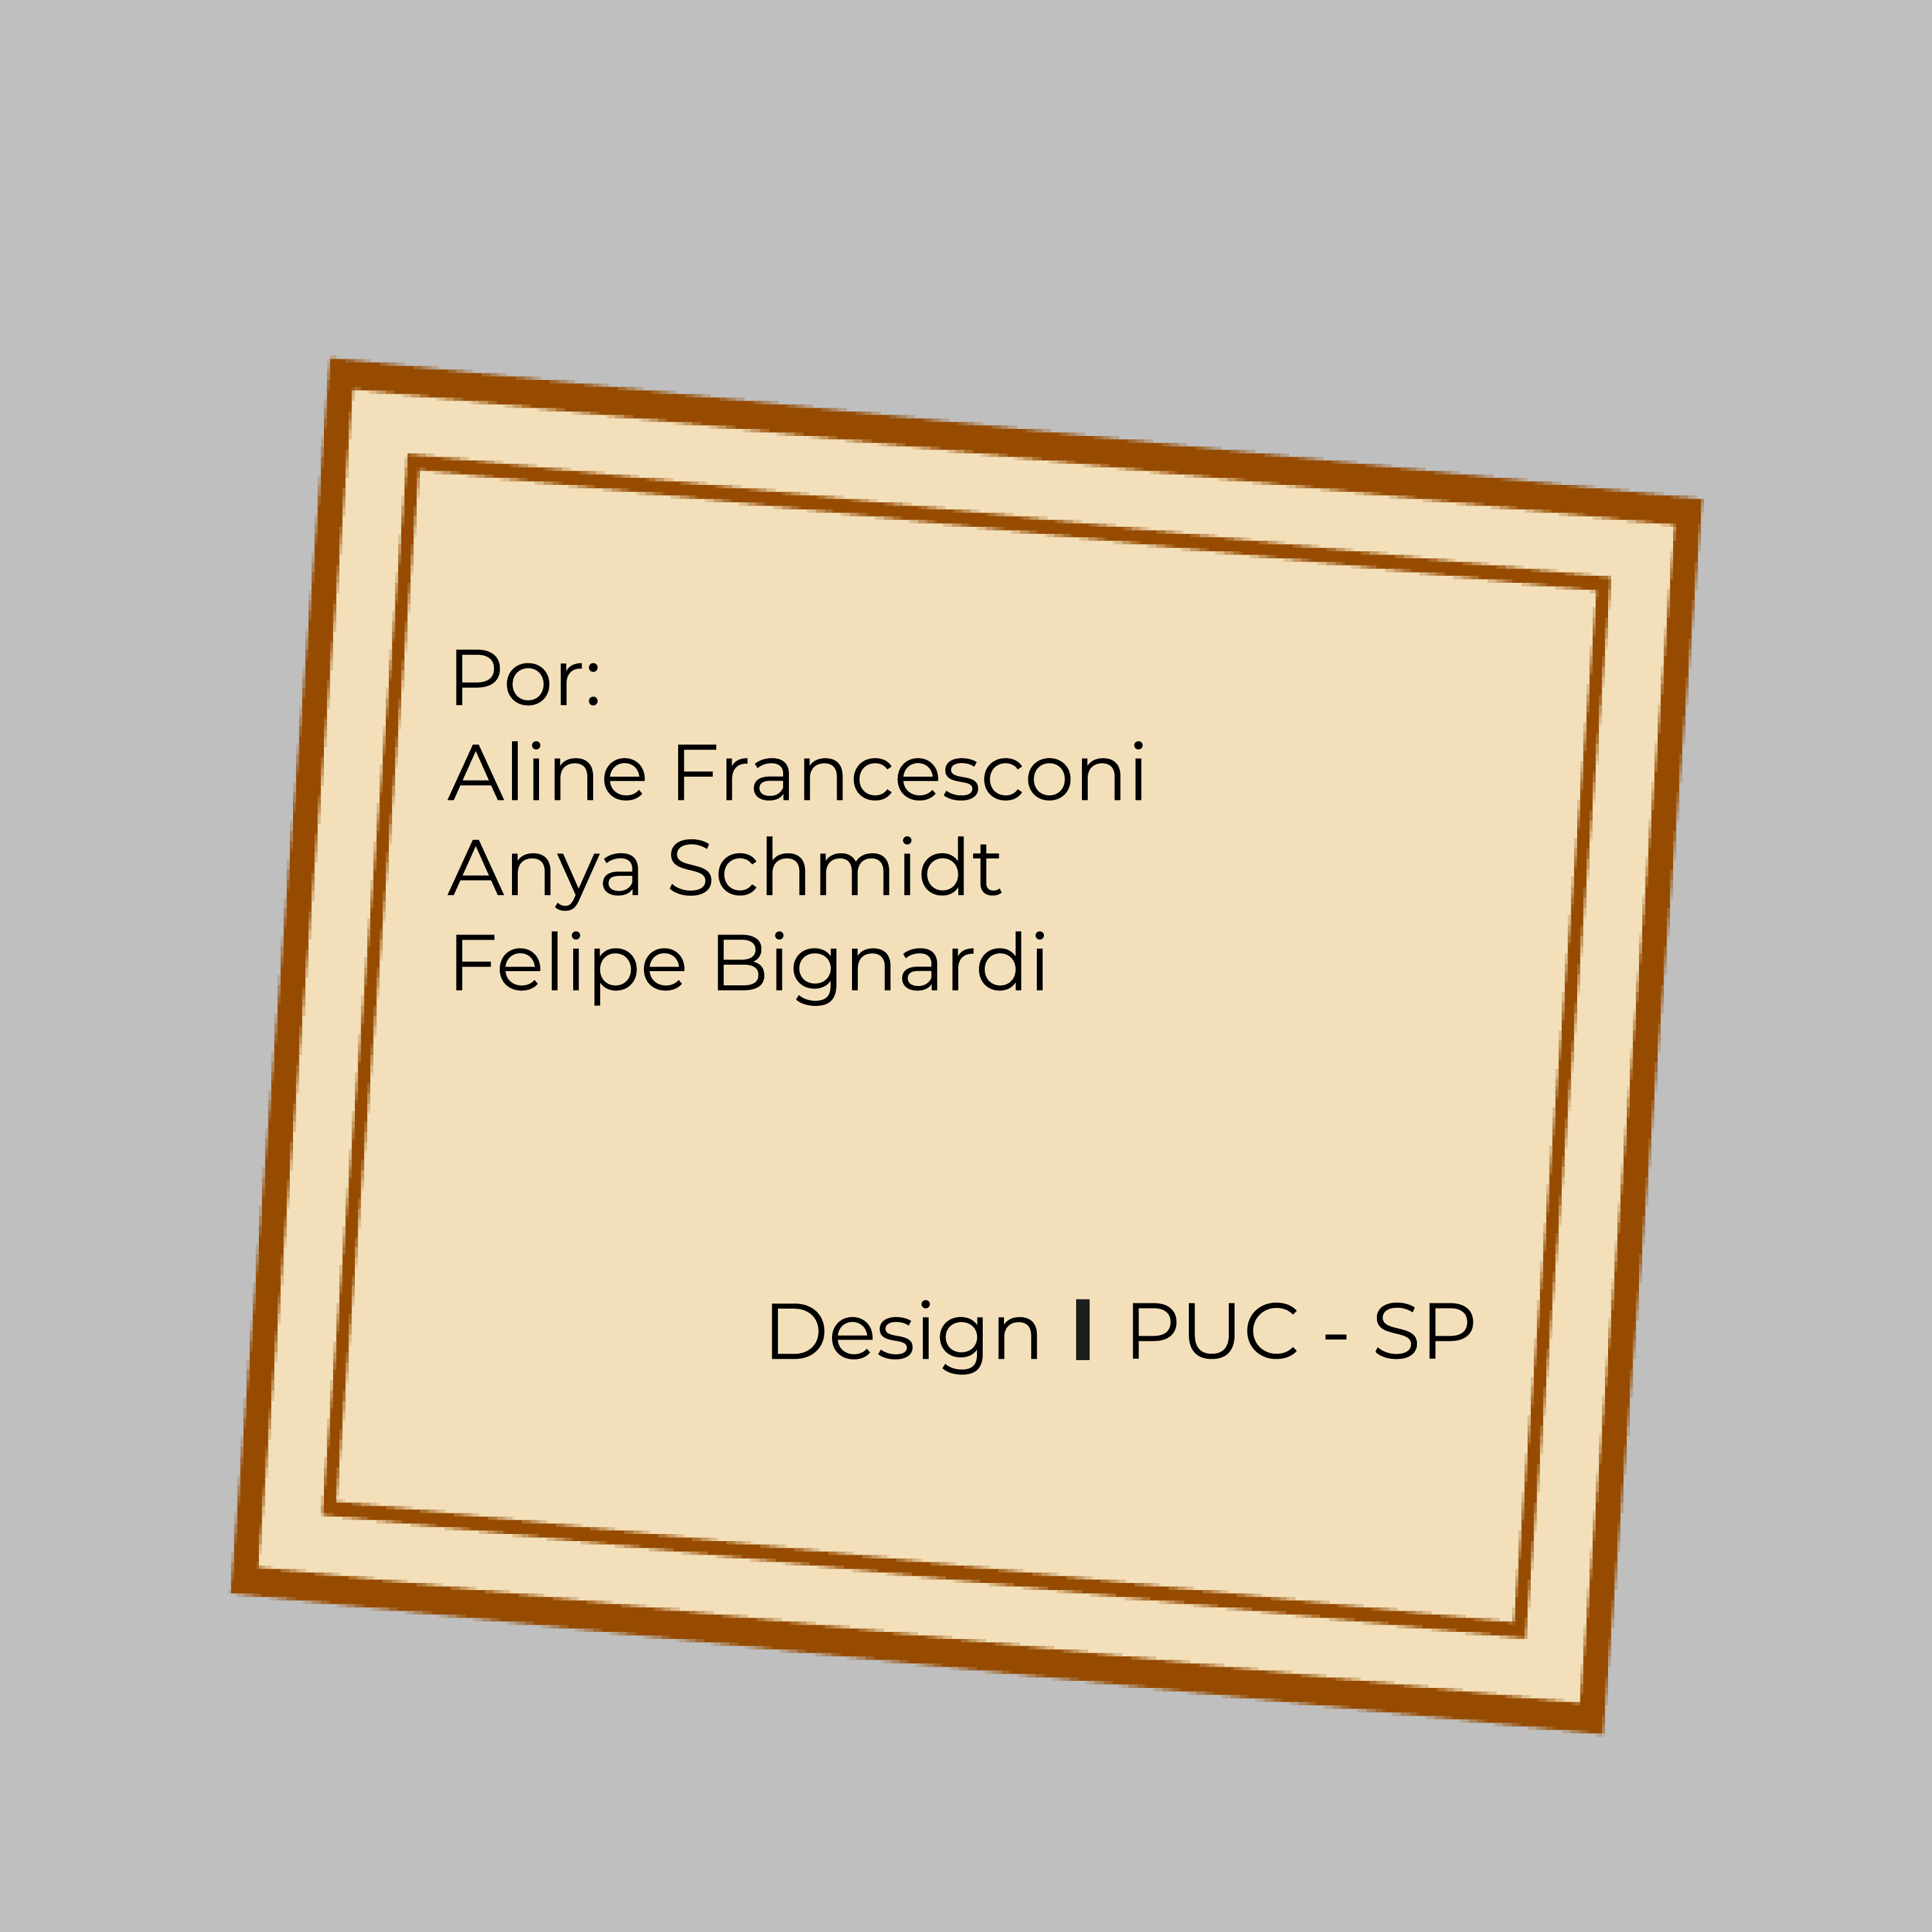 Por:
Aline Francesconi
Anya Schmidt
Felipe Bignardi
Design | PUC - SP